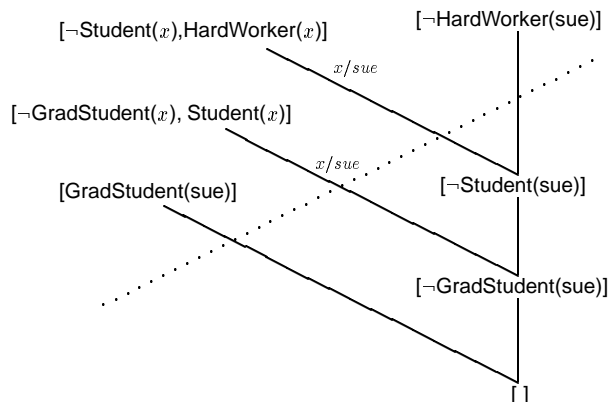 [¬HardWorker(sue)]
[¬Student(x),HardWorker(x)]
x/sue
[¬GradStudent(x), Student(x)]
x/sue
[GradStudent(sue)]
[¬Student(sue)]
[¬GradStudent(sue)]
[ ]